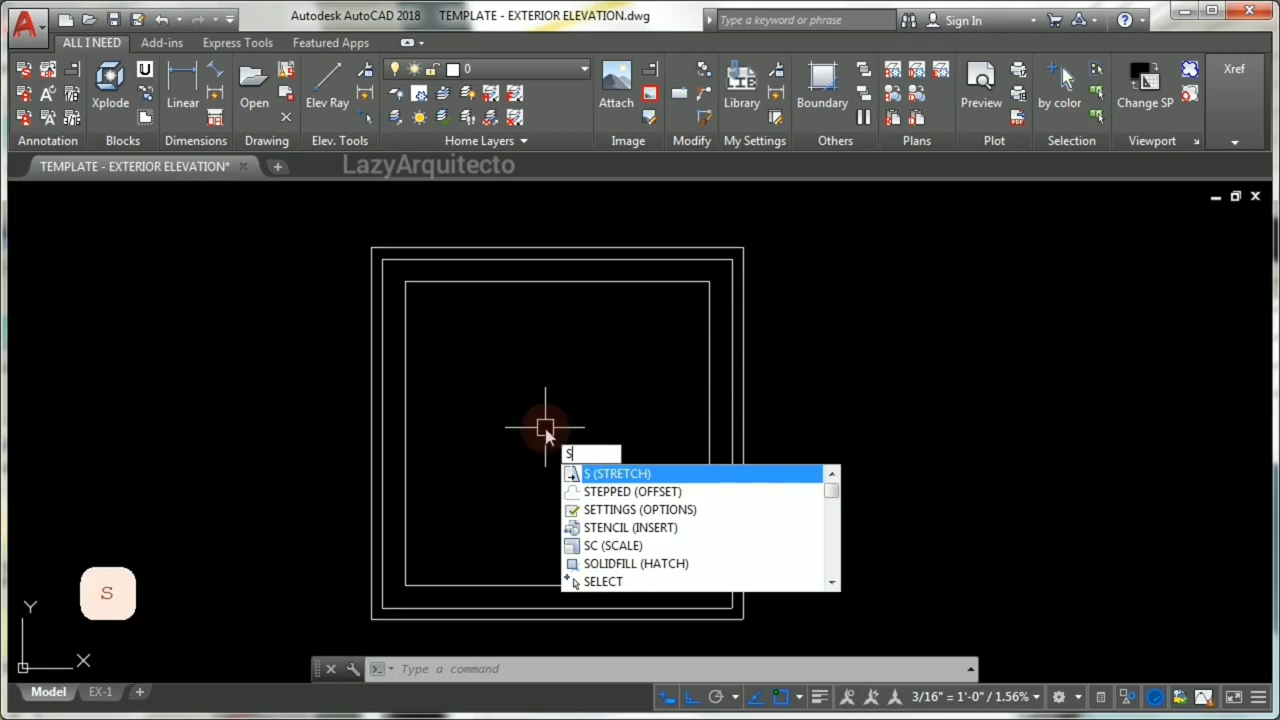 Autodesk AutoCAD 2018 TEMPLATE - EXTERIOR ELEVATION.dwg
Type a keyword or phrase
Sign In
ALL I NEED Add-ins Express Tools Featured Apps
0
Xref
Xplode Linear Open Elev Ray Attach Library Boundary Preview by color Change SP
Annotation Blocks Dimensions Drawing Elev. Tools Home Layers Image Modify My Settings Others Plans Plot Selection Viewport
TEMPLATE - EXTERIOR ELEVATION*
LazyArquitecto
S
S (STRETCH)
STEPPED (OFFSET)
SETTINGS (OPTIONS)
STENCIL (INSERT)
SC (SCALE)
SOLIDFILL (HATCH)
SELECT
S
Y
X
Type a command
Model EX-1
3/16" = 1'-0" / 1.56%